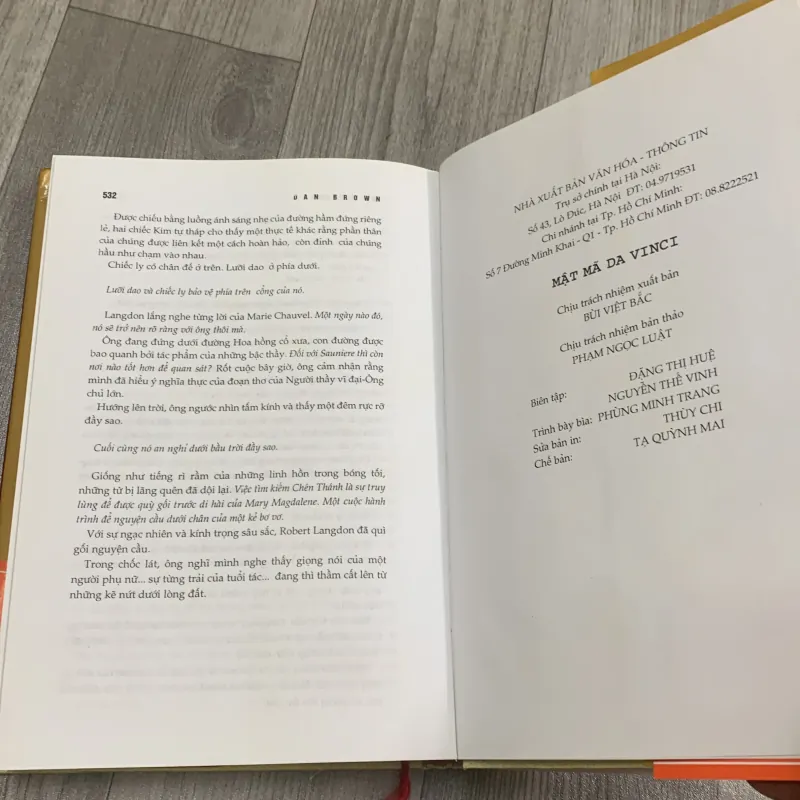 532
DAN BROWN
Được chiếu bằng luồng ánh sáng nhẹ của đường hầm đứng riêng
lẻ, hai chiếc Kim tự tháp cho thấy một thực thể khác rằng phần thân
của chúng được liên kết một cách hoàn hảo, còn đỉnh của chúng
hầu như chạm vào nhau.
Chiếc ly có chân đế ở trên. Lưỡi dao ở phía dưới.
Lưỡi dao và chiếc ly bảo vệ phía trên cổng của nó.
Langdon lắng nghe từng lời của Marie Chauvel. Một ngày nào đó,
nó sẽ trở nên rõ ràng với ông thôi mà.
Ông đang đứng dưới đường Hoa hồng cổ xưa, con đường được
bao quanh bởi tác phẩm của những bậc thầy. Đối với Sauniere thì còn
nơi nào tốt hơn để quan sát? Rốt cuộc bây giờ, ông cảm nhận rằng
mình đã hiểu ý nghĩa thực của đoạn thơ của Người thầy vĩ đại-Ông
chủ lớn.
Hướng lên trời, ông ngước nhìn tấm kính và thấy một đêm rực rỡ
đầy sao.
Cuối cùng nó an nghỉ dưới bầu trời đầy sao.
Giống như tiếng rì rầm của những linh hồn trong bóng tối,
những từ bị lãng quên đã dội lại. Việc tìm kiếm Chén Thánh là sự truy
lùng để được quỳ gối trước di hài của Mary Magdalene. Một cuộc hành
trình để nguyện cầu dưới chân của một kẻ bơ vơ.
Với sự ngạc nhiên và kính trọng sâu sắc, Robert Langdon đã quì
gối nguyện cầu.
Trong chốc lát, ông nghĩ mình nghe thấy giọng nói của một
người phụ nữ... sự từng trải của tuổi tác... đang thì thầm cất lên từ
những kẽ nứt dưới lòng đất.
NHÀ XUẤT BẢN VĂN HÓA - THÔNG TIN
Trụ sở chính tại Hà Nội:
Số 43, Lò Đúc, Hà Nội ĐT: 04.9719531
Chi nhánh tại Tp. Hồ Chí Minh:
Số 7 Đường Minh Khai - Q1 - Tp. Hồ Chí Minh ĐT: 08.8222521
MẬT MÃ DA VINCI
Chịu trách nhiệm xuất bản
BÙI VIỆT BẮC
Chịu trách nhiệm bản thảo
PHẠM NGỌC LUẬT
Biên tập: ĐẶNG THỊ HUỆ
NGUYỄN THẾ VINH
Trình bày bìa: PHÙNG MINH TRANG
Sửa bản in: THÙY CHI
Chế bản: TẠ QUỲNH MAI